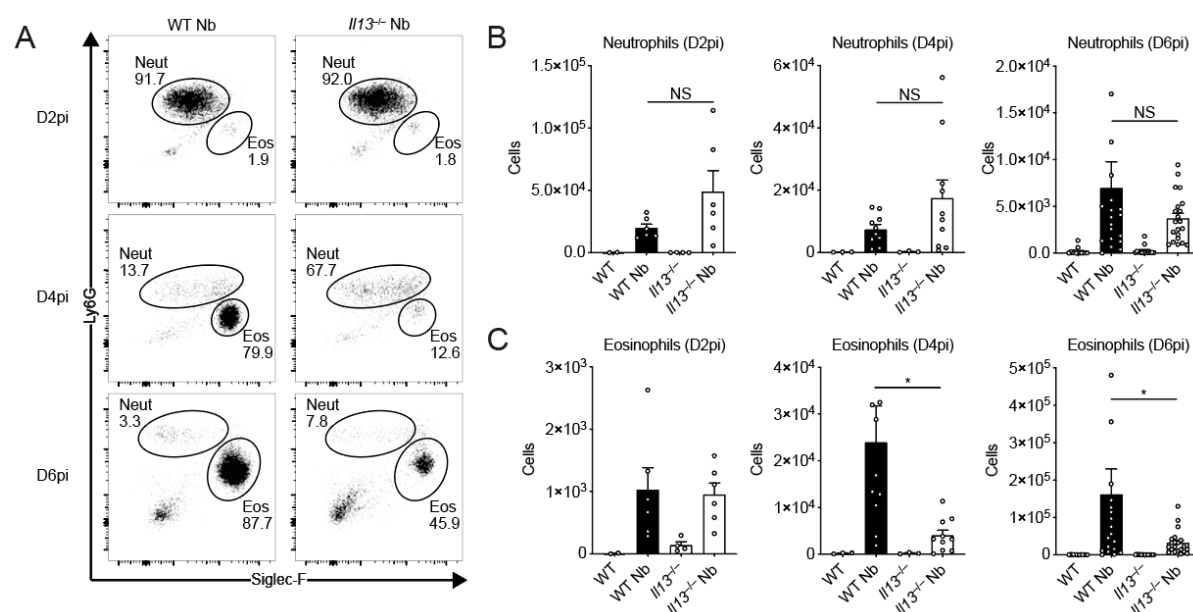 A
WT Nb
Il13–/– Nb
D2pi
Neut
91.7
Eos
1.9
Neut
92.0
Eos
1.8
D4pi
Neut
13.7
Eos
79.9
Neut
67.7
Eos
12.6
D6pi
Neut
3.3
Eos
87.7
Neut
7.8
Eos
45.9
Ly6G
Siglec-F
B
Neutrophils (D2pi)
Cells
1.5×10⁵
1.0×10⁵
5.0×10⁴
0.0
NS
WT
WT Nb
Il13–/–
Il13–/– Nb
Neutrophils (D4pi)
Cells
6×10⁴
4×10⁴
2×10⁴
0
NS
WT
WT Nb
Il13–/–
Il13–/– Nb
Neutrophils (D6pi)
Cells
2.0×10⁴
1.5×10⁴
1.0×10⁴
5.0×10³
0.0
NS
WT
WT Nb
Il13–/–
Il13–/– Nb
C
Eosinophils (D2pi)
Cells
3×10³
2×10³
1×10³
0
WT
WT Nb
Il13–/–
Il13–/– Nb
Eosinophils (D4pi)
Cells
4×10⁴
3×10⁴
2×10⁴
1×10⁴
0
*
WT
WT Nb
Il13–/–
Il13–/– Nb
Eosinophils (D6pi)
Cells
5×10⁵
4×10⁵
3×10⁵
2×10⁵
1×10⁵
0
*
WT
WT Nb
Il13–/–
Il13–/– Nb